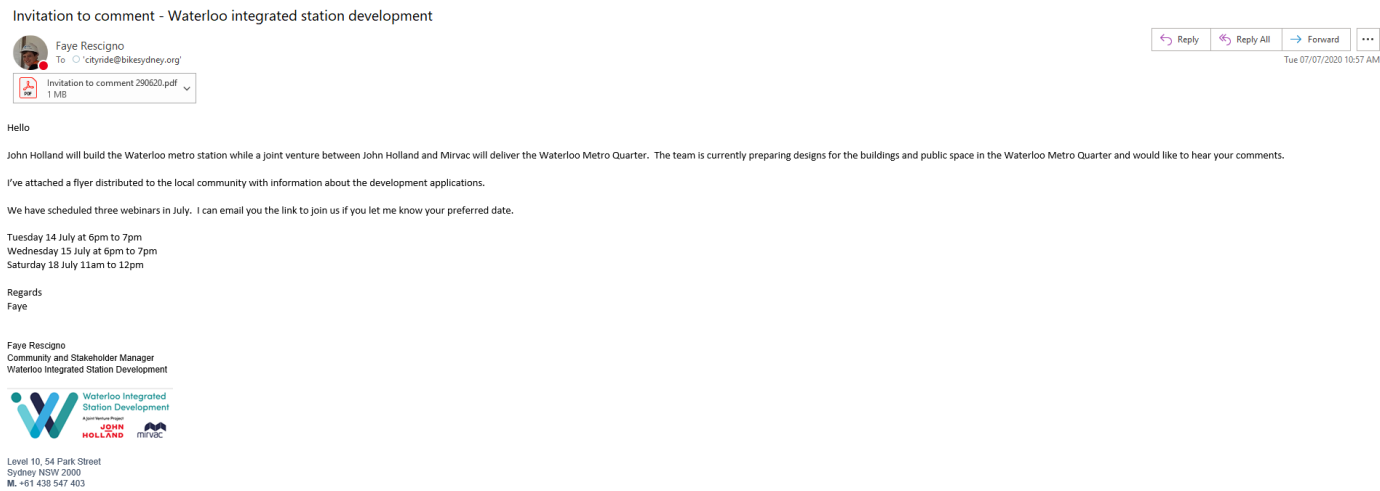 Invitation to comment - Waterloo integrated station development
Faye Rescigno
To 'cityride@bikesydney.org'
Reply
Reply All
Forward
Tue 07/07/2020 10:57 AM
PDF
Invitation to comment 290620.pdf
1 MB
Hello
John Holland will build the Waterloo metro station while a joint venture between John Holland and Mirvac will deliver the Waterloo Metro Quarter. The team is currently preparing designs for the buildings and public space in the Waterloo Metro Quarter and would like to hear your comments.
I've attached a flyer distributed to the local community with information about the development applications.
We have scheduled three webinars in July. I can email you the link to join us if you let me know your preferred date.
Tuesday 14 July at 6pm to 7pm
Wednesday 15 July at 6pm to 7pm
Saturday 18 July 11am to 12pm
Regards
Faye
Faye Rescigno
Community and Stakeholder Manager
Waterloo Integrated Station Development
Waterloo Integrated
Station Development
A Joint Venture Project
JOHN
HOLLAND
mirvac
Level 10, 54 Park Street
Sydney NSW 2000
M. +61 438 547 403